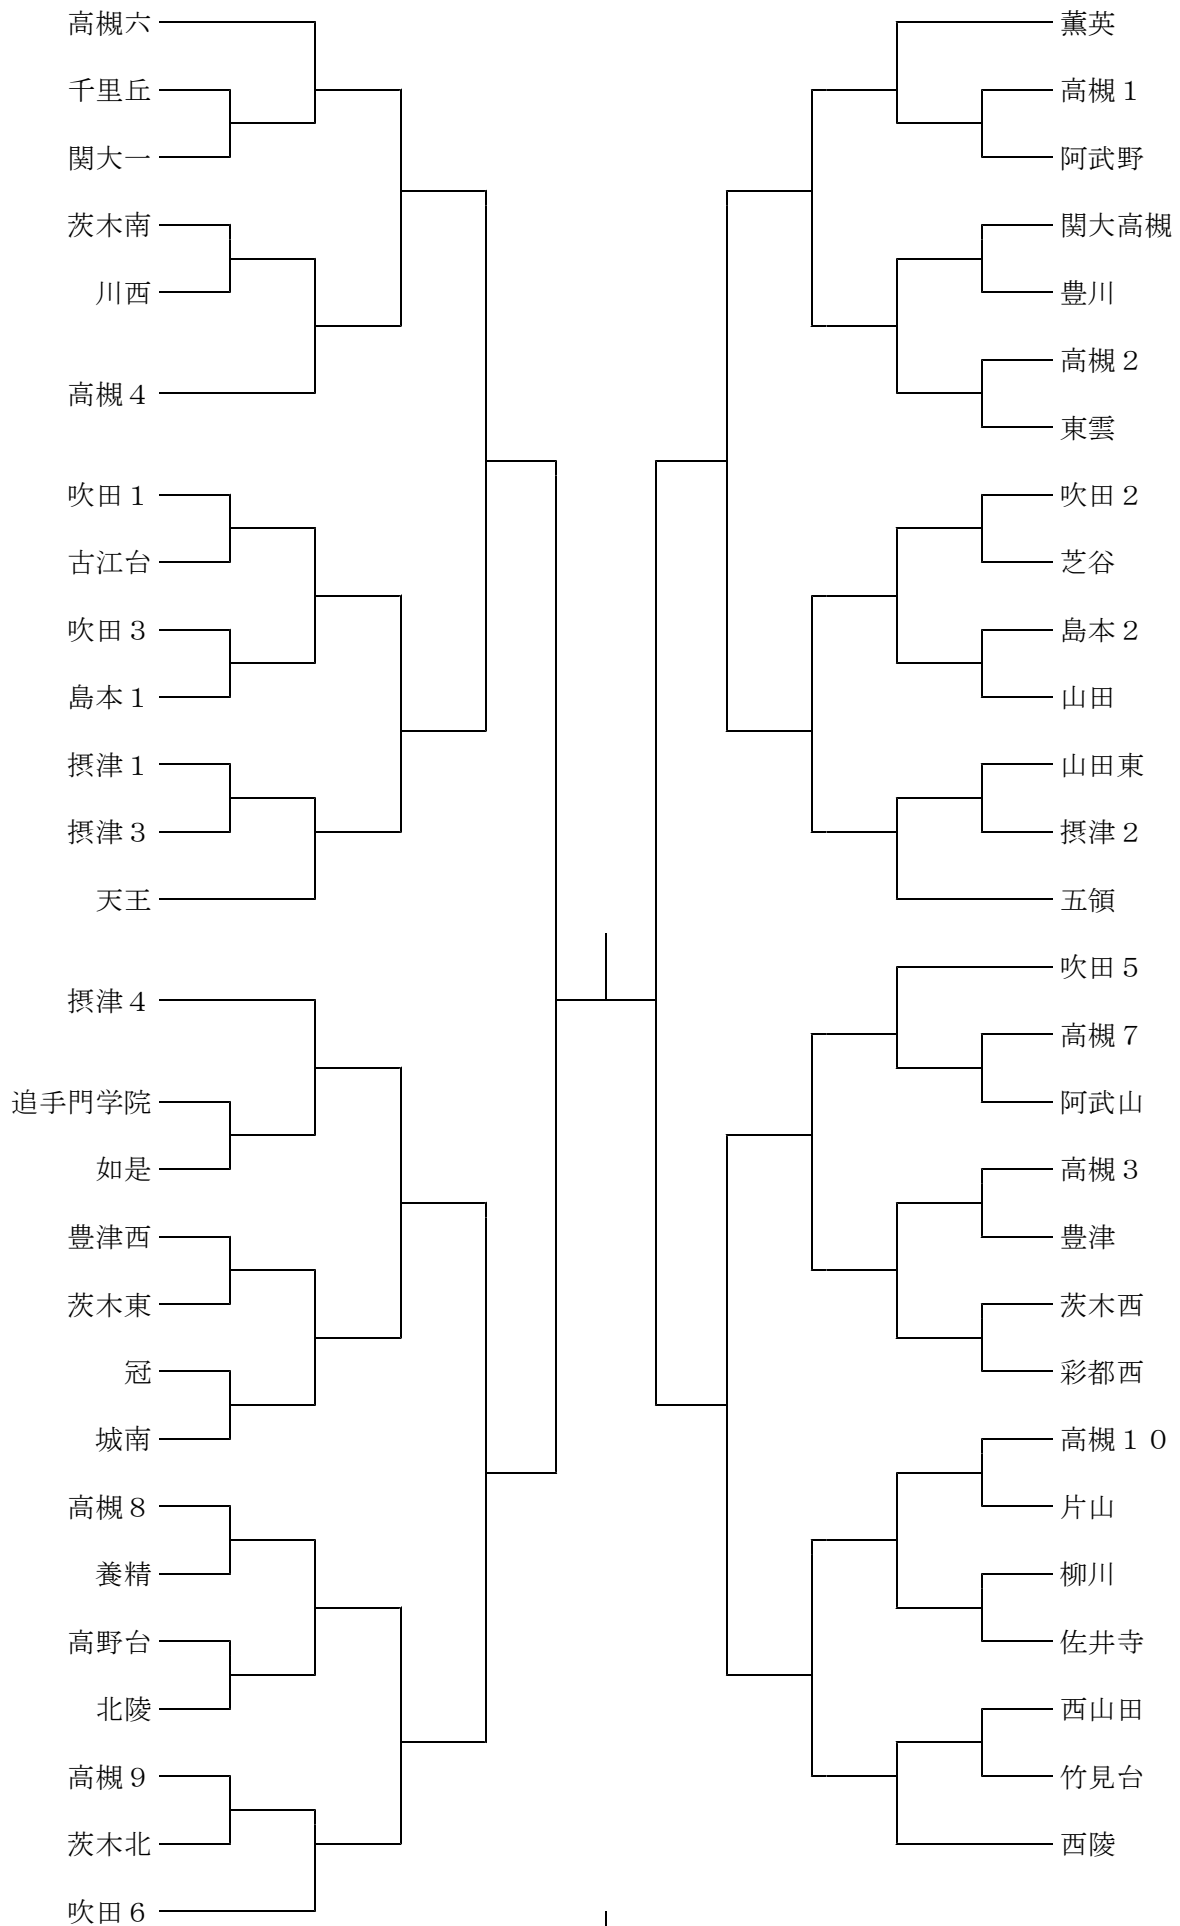 高槻六
千里丘
関大一
茨木南
川西
高槻４
吹田１
古江台
吹田３
島本１
摂津１
摂津３
天王
摂津４
追手門学院
如是
豊津西
茨木東
冠
城南
高槻８
養精
高野台
北陵
高槻９
茨木北
吹田６
薫英
高槻１
阿武野
関大高槻
豊川
高槻２
東雲
吹田２
芝谷
島本２
山田
山田東
摂津２
五領
吹田５
高槻７
阿武山
高槻３
豊津
茨木西
彩都西
高槻１０
片山
柳川
佐井寺
西山田
竹見台
西陵